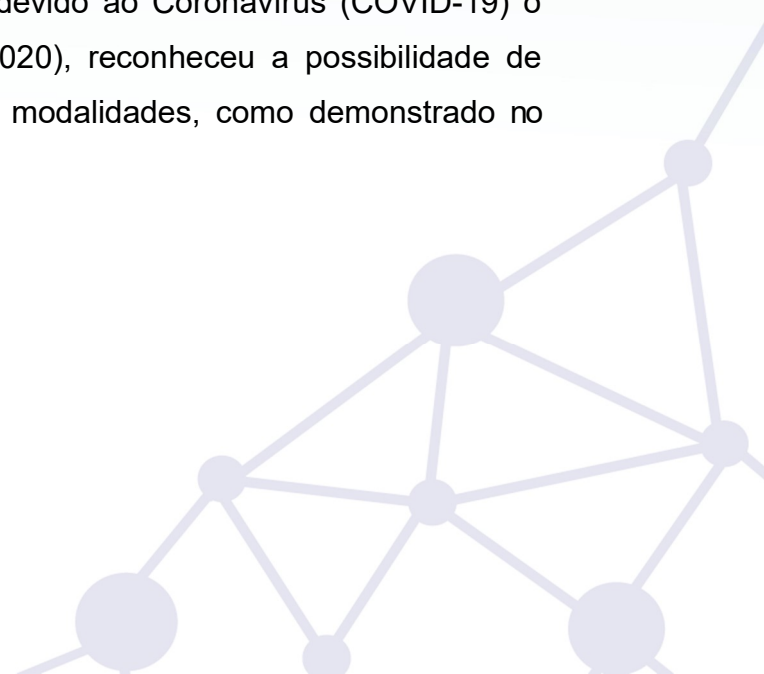 devido ao Coronavírus (COVID-19) o
020), reconheceu a possibilidade de
modalidades, como demonstrado no